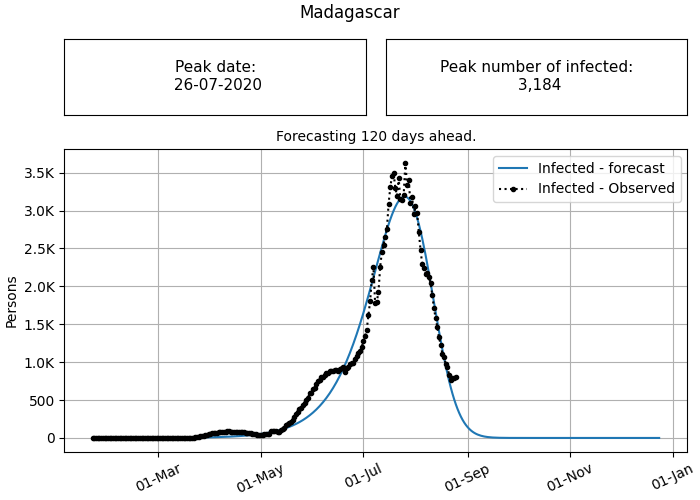 Madagascar
Peak date:
26-07-2020
Peak number of infected:
3,184
Forecasting 120 days ahead.
Infected - forecast
Infected - Observed
Persons
3.5K
3.0K
2.5K
2.0K
1.5K
1.0K
500
0
01-Mar
01-May
01-Jul
01-Sep
01-Nov
01-Jan